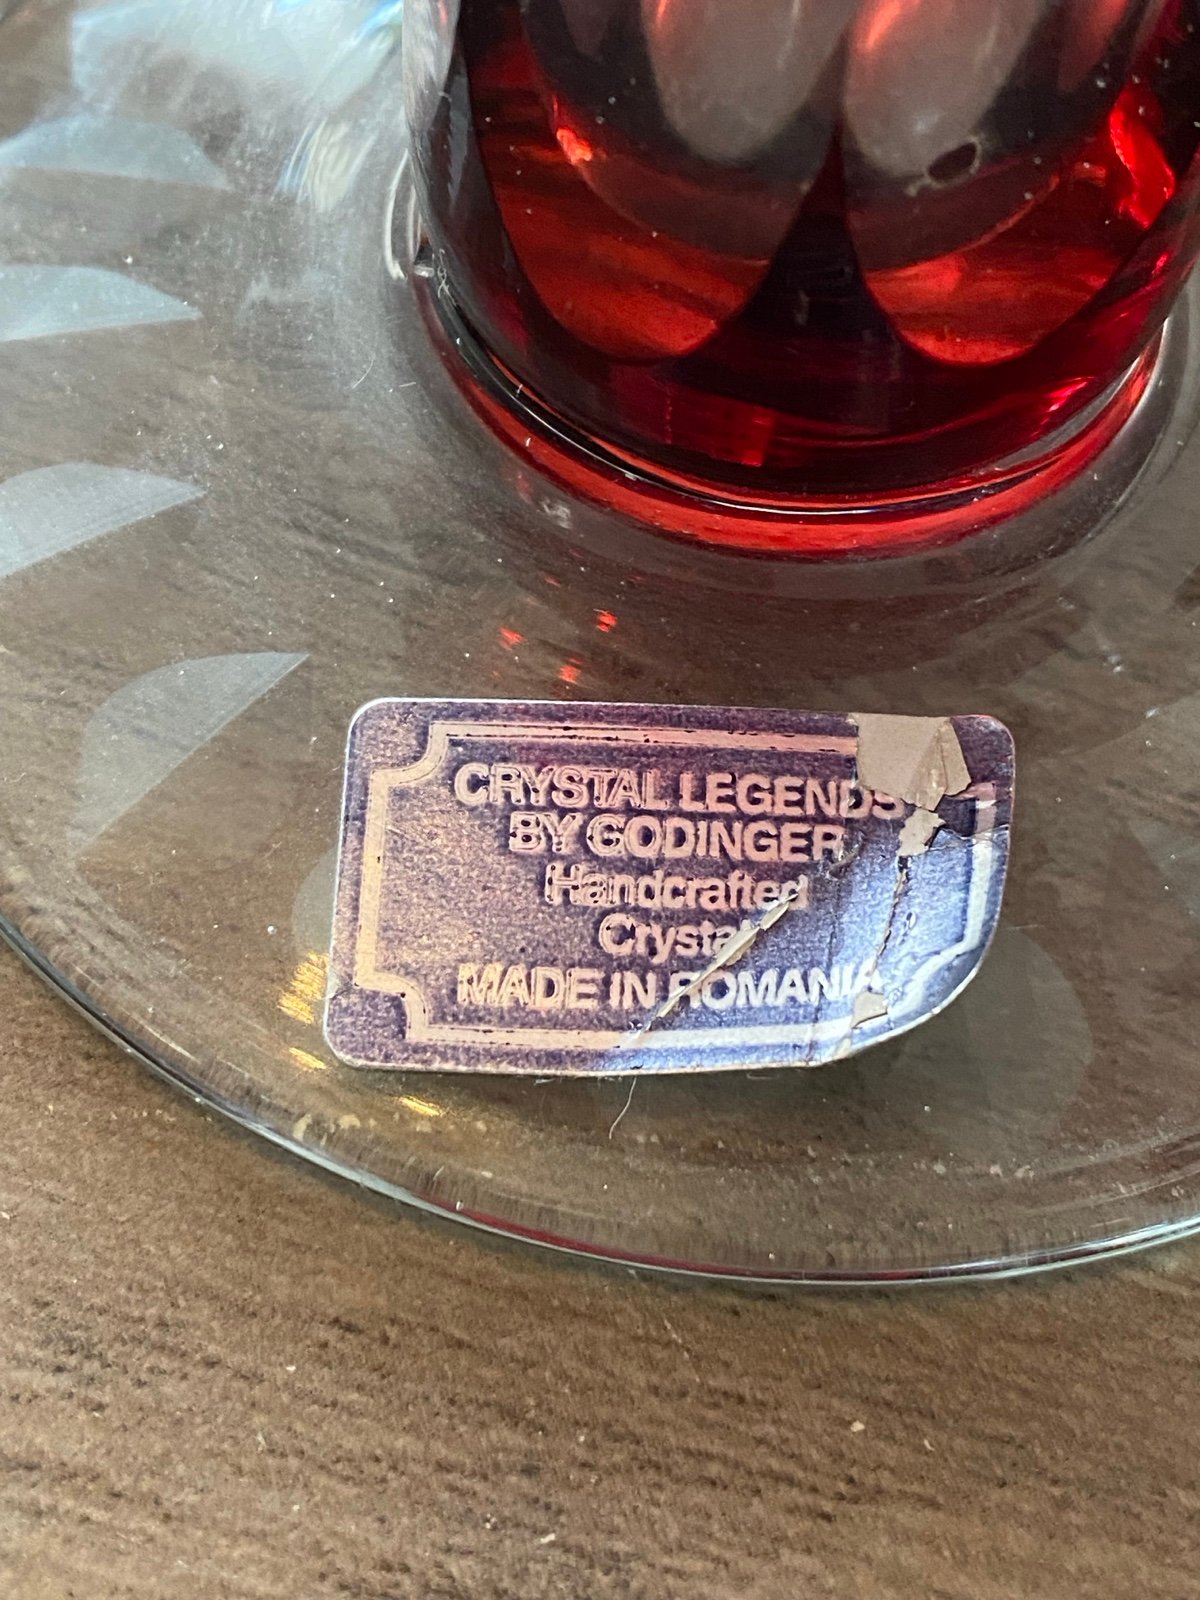 CRYSTAL LEGENDS
BY GODINGER
Handcrafted
Crystal
MADE IN ROMANIA